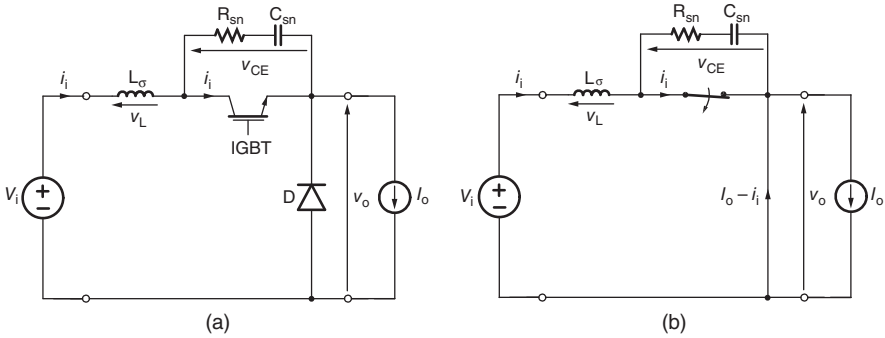 R_sn C_sn
v_CE
i_i L_σ i_i
v_L
IGBT
V_i + − D v_o I_o
(a)
R_sn C_sn
v_CE
i_i L_σ i_i
v_L
V_i + − I_o − i_i v_o I_o
(b)